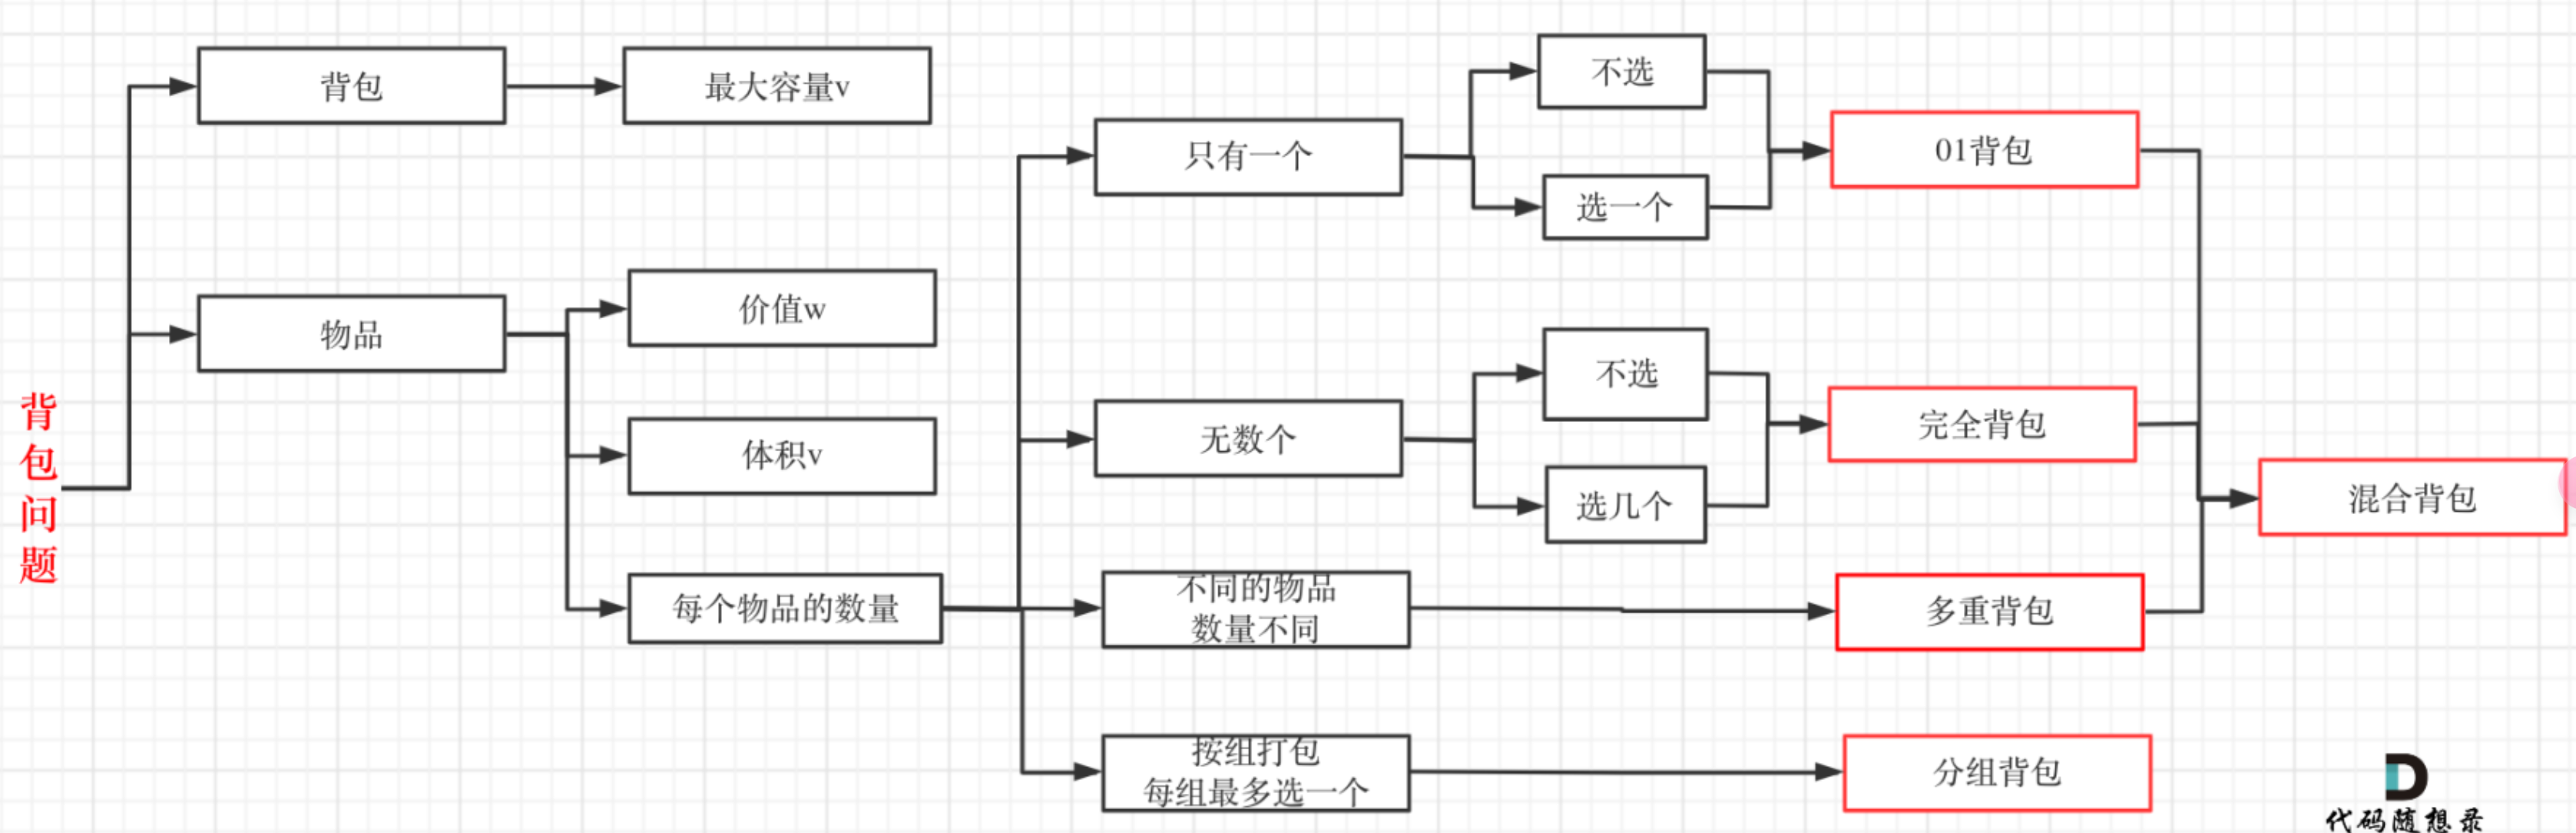 背包问题
背包
最大容量v
物品
价值w
体积v
每个物品的数量
只有一个
不选
选一个
01背包
无数个
不选
选几个
完全背包
不同的物品
数量不同
多重背包
混合背包
按组打包
每组最多选一个
分组背包
代码随想录